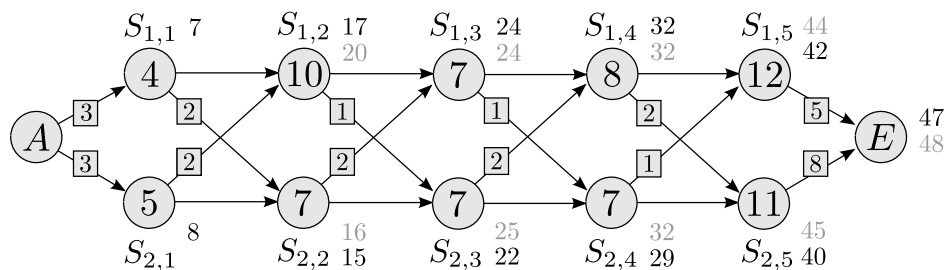 S1,1 7 S1,2 17 S1,3 24 S1,4 32 S1,5 44
20 24 32 42
4 10 7 8 12
3 2 1 1 2 5
A E 47
48
3 2 2 2 1 8
5 7 7 7 11
8 16 25 32 45
S2,1 S2,2 15 S2,3 22 S2,4 29 S2,5 40